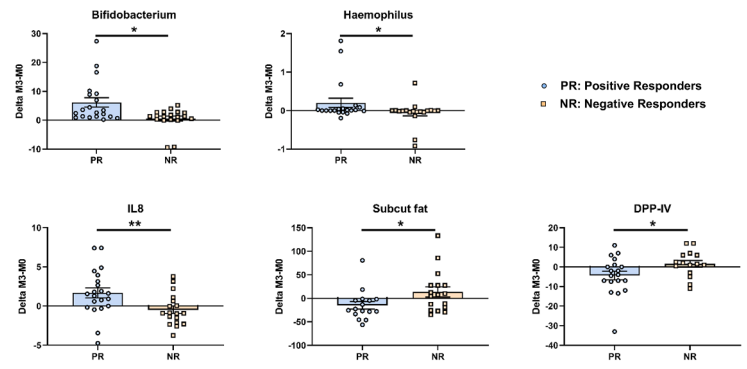 Bifidobacterium
*
Delta M3-M0
30
20
10
0
-10
PR
NR
Haemophilus
*
Delta M3-M0
2
1
0
-1
PR
NR
PR: Positive Responders
NR: Negative Responders
IL8
**
Delta M3-M0
10
5
0
-5
PR
NR
Subcut fat
*
Delta M3-M0
150
100
50
0
-50
-100
PR
NR
DPP-IV
*
Delta M3-M0
20
10
0
-10
-20
-30
-40
PR
NR